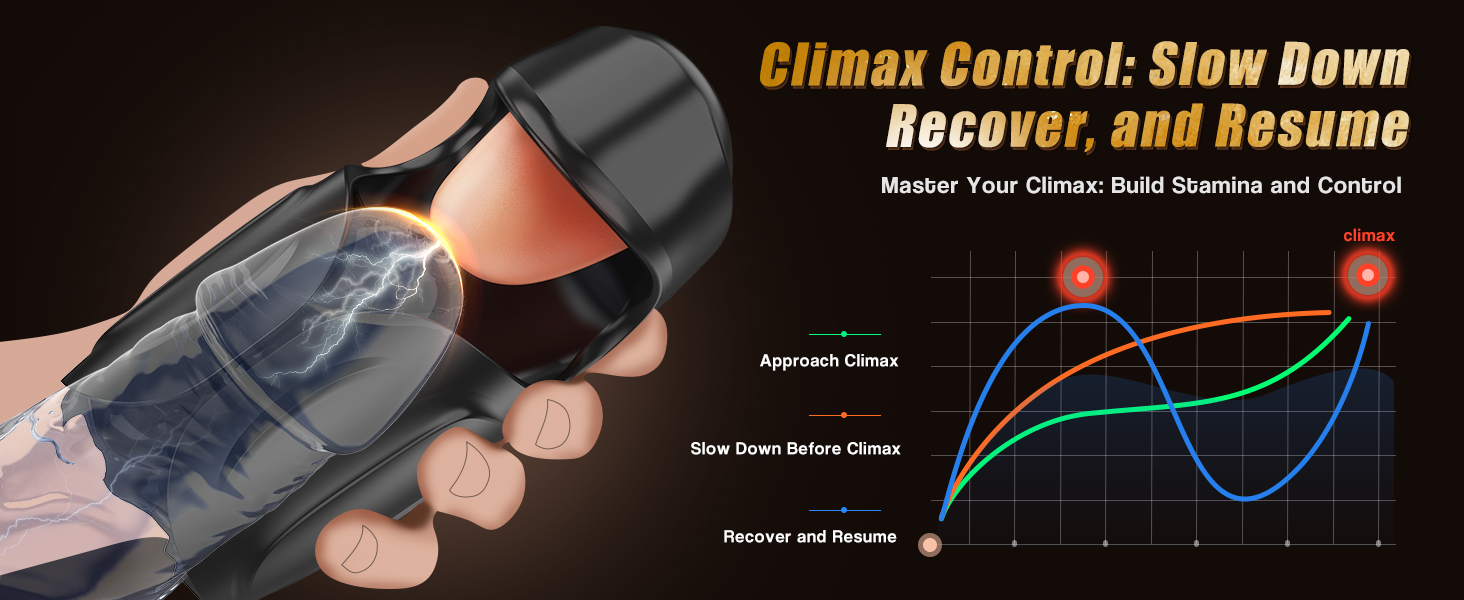 Climax Control: Slow Down
Recover, and Resume
Master Your Climax: Build Stamina and Control
climax
Approach Climax
Slow Down Before Climax
Recover and Resume